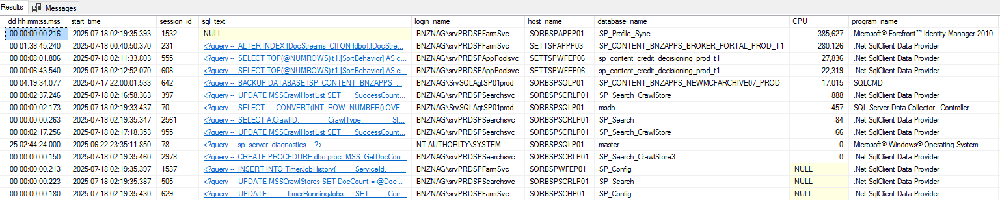 Results Messages
dd hh:mm:ss.mss start_time session_id sql_text login_name host_name database_name CPU program_name
00 00:00:00.216 2025-07-18 02:19:35.393 1532 NULL BNZNAG\srvPRDSPFarmSvc SORBSPAPPP01 SP_Profile_Sync 385,627 Microsoft® Forefront™ Identity Manager 2010
00 01:38:45.240 2025-07-18 00:40:50.370 231 <?query -- ALTER INDEX [DocStreams_CI] ON [dbo].[DocStre... BNZNAG\srvPRDSPFarmSvc SETTSPAPPP03 SP_CONTENT_BNZAPPS_BROKER_PORTAL_PROD_T1 280,126 .Net SqlClient Data Provider
00 00:08:01.806 2025-07-18 02:11:33.803 555 <?query -- SELECT TOP(@NUMROWS) t1.[SortBehavior] AS c... BNZNAG\srvPRDSPAppPoolsvc SETTSPWFEP06 sp_content_credit_decisioning_prod_t1 27,836 .Net SqlClient Data Provider
00 00:06:43.540 2025-07-18 02:12:52.070 608 <?query -- SELECT TOP(@NUMROWS) t1.[SortBehavior] AS c... BNZNAG\srvPRDSPAppPoolsvc SETTSPWFEP06 sp_content_credit_decisioning_prod_t1 22,319 .Net SqlClient Data Provider
00 04:19:34.077 2025-07-17 22:00:01.533 642 <?query -- BACKUP DATABASE [SP_CONTENT_BNZAPPS_... BNZNAG\SrvSQLAgtSP01prod SORBSPSQLP01 SP_CONTENT_BNZAPPS_NEWMCFARCHIVE07_PROD 17,015 SQLCMD
00 00:02:37.246 2025-07-18 02:16:58.363 397 <?query -- UPDATE MSSCrawlHostList SET SuccessCount... BNZNAG\srvPRDSPSearchsvc SORBSPSCRLP01 SP_Search_CrawlStore 888 .Net SqlClient Data Provider
00 00:00:02.173 2025-07-18 02:19:33.437 70 <?query -- SELECT CONVERT(INT, ROW_NUMBER() OVE... BNZNAG\SrvSQLAgtSP01prod SORBSPSQLP01 msdb 457 SQL Server Data Collector - Controller
00 00:00:00.263 2025-07-18 02:19:35.347 2561 <?query -- SELECT A.CrawlID, CrawlType, St... BNZNAG\srvPRDSPSearchsvc SORBSPSCRLP01 SP_Search 84 .Net SqlClient Data Provider
00 00:02:17.256 2025-07-18 02:17:18.353 955 <?query -- UPDATE MSSCrawlHostList SET SuccessCount... BNZNAG\srvPRDSPSearchsvc SORBSPSCRLP01 SP_Search_CrawlStore 66 .Net SqlClient Data Provider
25 02:44:24.000 2025-06-22 23:35:11.850 78 <?query -- sp_server_diagnostics --?> NT AUTHORITY\SYSTEM SORBSPSQLP01 master 0 Microsoft® Windows® Operating System
00 00:00:00.150 2025-07-18 02:19:35.460 2978 <?query -- CREATE PROCEDURE dbo.proc_MSS_GetDocCou... BNZNAG\srvPRDSPSearchsvc SORBSPSCRLP01 SP_Search_CrawlStore3 0 .Net SqlClient Data Provider
00 00:00:00.213 2025-07-18 02:19:35.397 1537 <?query -- INSERT INTO TimerJobHistory( ServiceId, ... BNZNAG\srvPRDSPFarmSvc SORBSPWFEP01 SP_Config NULL .Net SqlClient Data Provider
00 00:00:00.223 2025-07-18 02:19:35.387 505 <?query -- UPDATE MSSCrawlStores SET DocCount = @Doc... BNZNAG\srvPRDSPSearchsvc SORBSPSCRLP01 SP_Search NULL .Net SqlClient Data Provider
00 00:00:00.180 2025-07-18 02:19:35.430 629 <?query -- UPDATE TimerRunningJobs SET Curr... BNZNAG\srvPRDSPFarmSvc SORBSPSCHP01 SP_Config NULL .Net SqlClient Data Provider